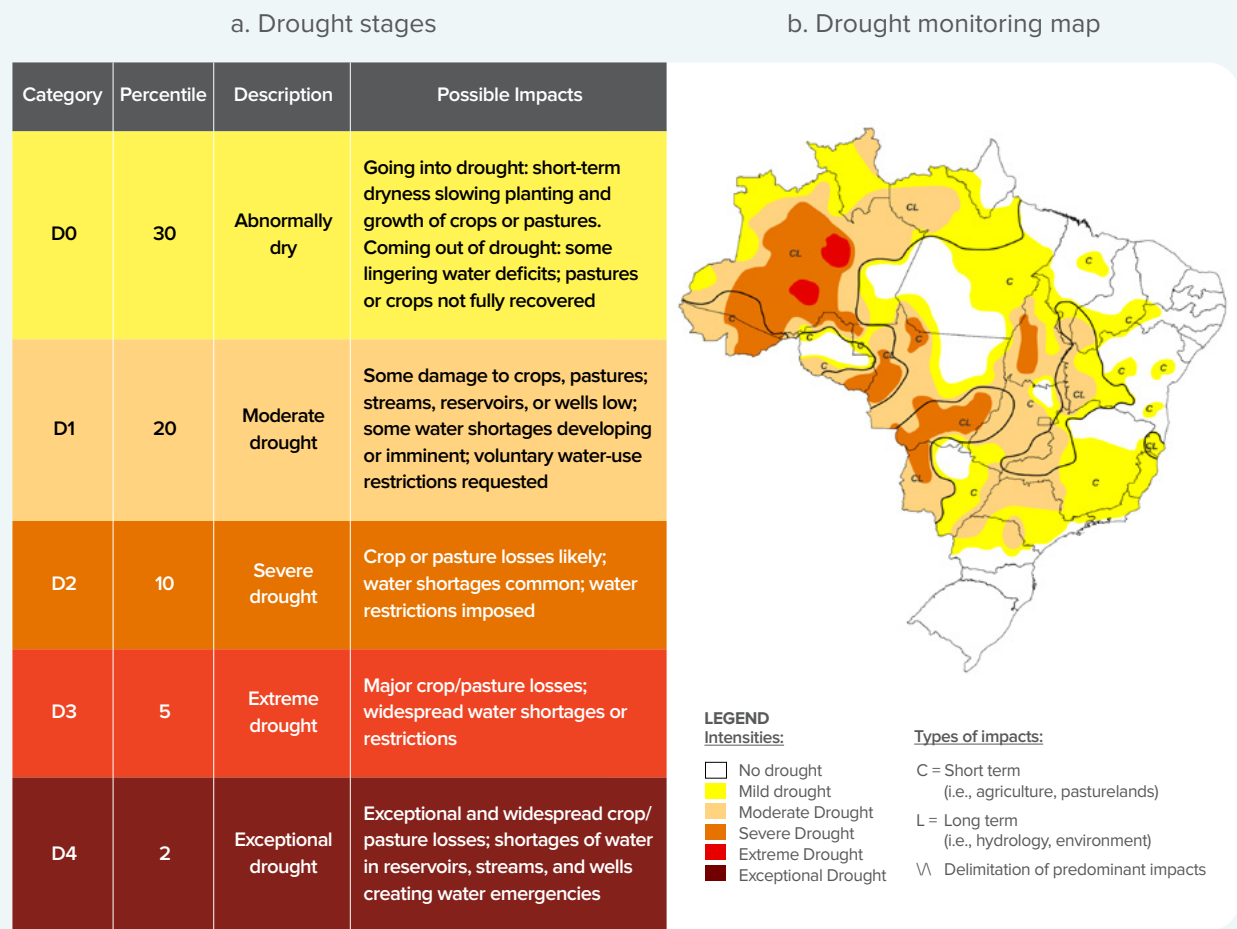 a. Drought stages
Category
Percentile
Description
Possible Impacts
D0
30
Abnormally
dry
Going into drought: short-term
dryness slowing planting and
growth of crops or pastures.
Coming out of drought: some
lingering water deficits; pastures
or crops not fully recovered
D1
20
Moderate
drought
Some damage to crops, pastures;
streams, reservoirs, or wells low;
some water shortages developing
or imminent; voluntary water-use
restrictions requested
D2
10
Severe
drought
Crop or pasture losses likely;
water shortages common; water
restrictions imposed
D3
5
Extreme
drought
Major crop/pasture losses;
widespread water shortages or
restrictions
D4
2
Exceptional
drought
Exceptional and widespread crop/
pasture losses; shortages of water
in reservoirs, streams, and wells
creating water emergencies
b. Drought monitoring map
CL
CL
C
C
C
C
C
C
C
CL
C
C
C
C
CL
C
CL
CL
CL
C
C
LEGEND
Intensities:
No drought
Mild drought
Moderate Drought
Severe Drought
Extreme Drought
Exceptional Drought
Types of impacts:
C = Short term
(i.e., agriculture, pasturelands)
L = Long term
(i.e., hydrology, environment)
Delimitation of predominant impacts